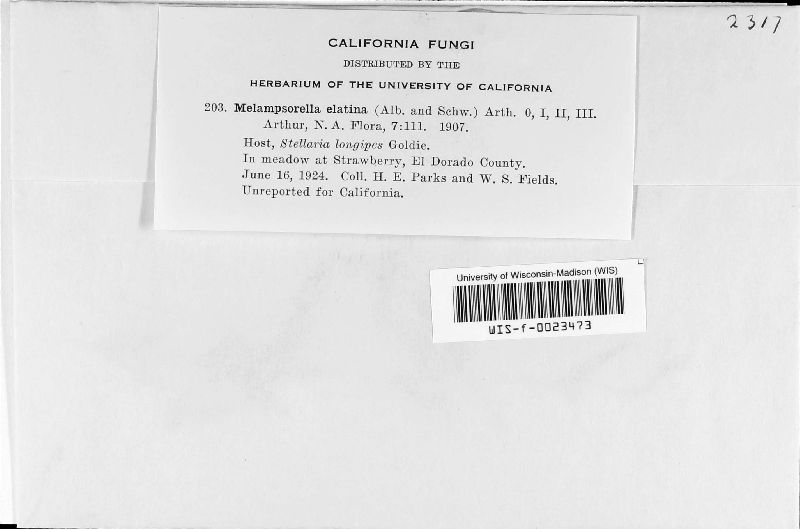 2317
CALIFORNIA FUNGI
DISTRIBUTED BY THE
HERBARIUM OF THE UNIVERSITY OF CALIFORNIA
203. Melampsorella elatina (Alb. and Schw.) Arth. 0, I, II, III.
Arthur, N. A. Flora, 7:111. 1907.
Host, Stellaria longipes Goldie.
In meadow at Strawberry, El Dorado County.
June 16, 1924. Coll. H. E. Parks and W. S. Fields.
Unreported for California.
University of Wisconsin-Madison (WIS)
WIS-f-0023473